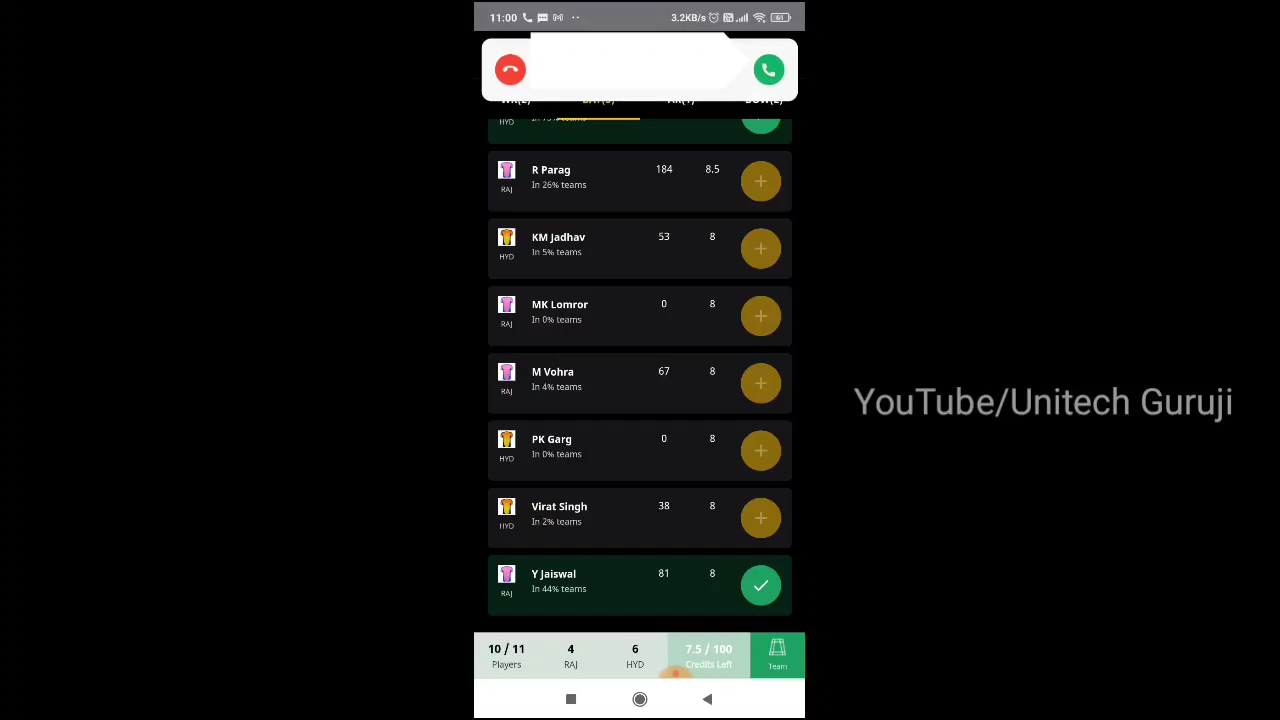 11:00
3.2KB/s
61
HYD
R Parag 184 8.5
In 26% teams
RAJ
KM Jadhav 53 8
In 5% teams
HYD
MK Lomror 0 8
In 0% teams
RAJ
M Vohra 67 8
In 4% teams
RAJ
PK Garg 0 8
In 0% teams
HYD
Virat Singh 38 8
In 2% teams
HYD
Y Jaiswal 81 8
In 44% teams
RAJ
10 / 11 4 6 7.5 / 100
Players RAJ HYD Credits Left Team
YouTube/Unitech Guruji